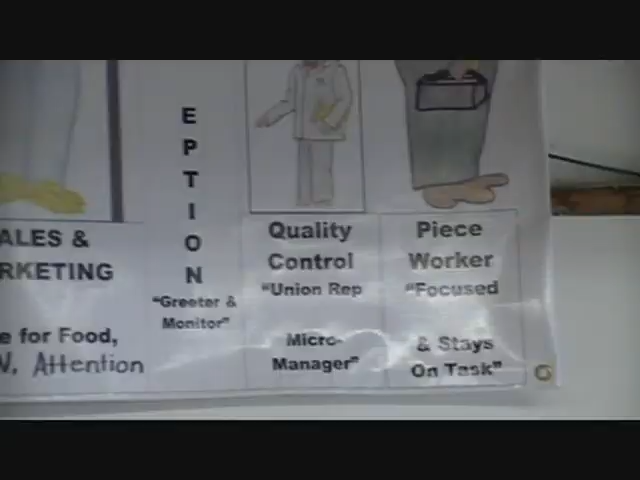 E
P
T
I
O
N
"Greeter &
Monitor"
ALES &
RKETING
e for Food,
W, Attention
Quality
Control
"Union Rep
Micro-
Manager"
Piece
Worker
"Focused
& Stays
On Task"